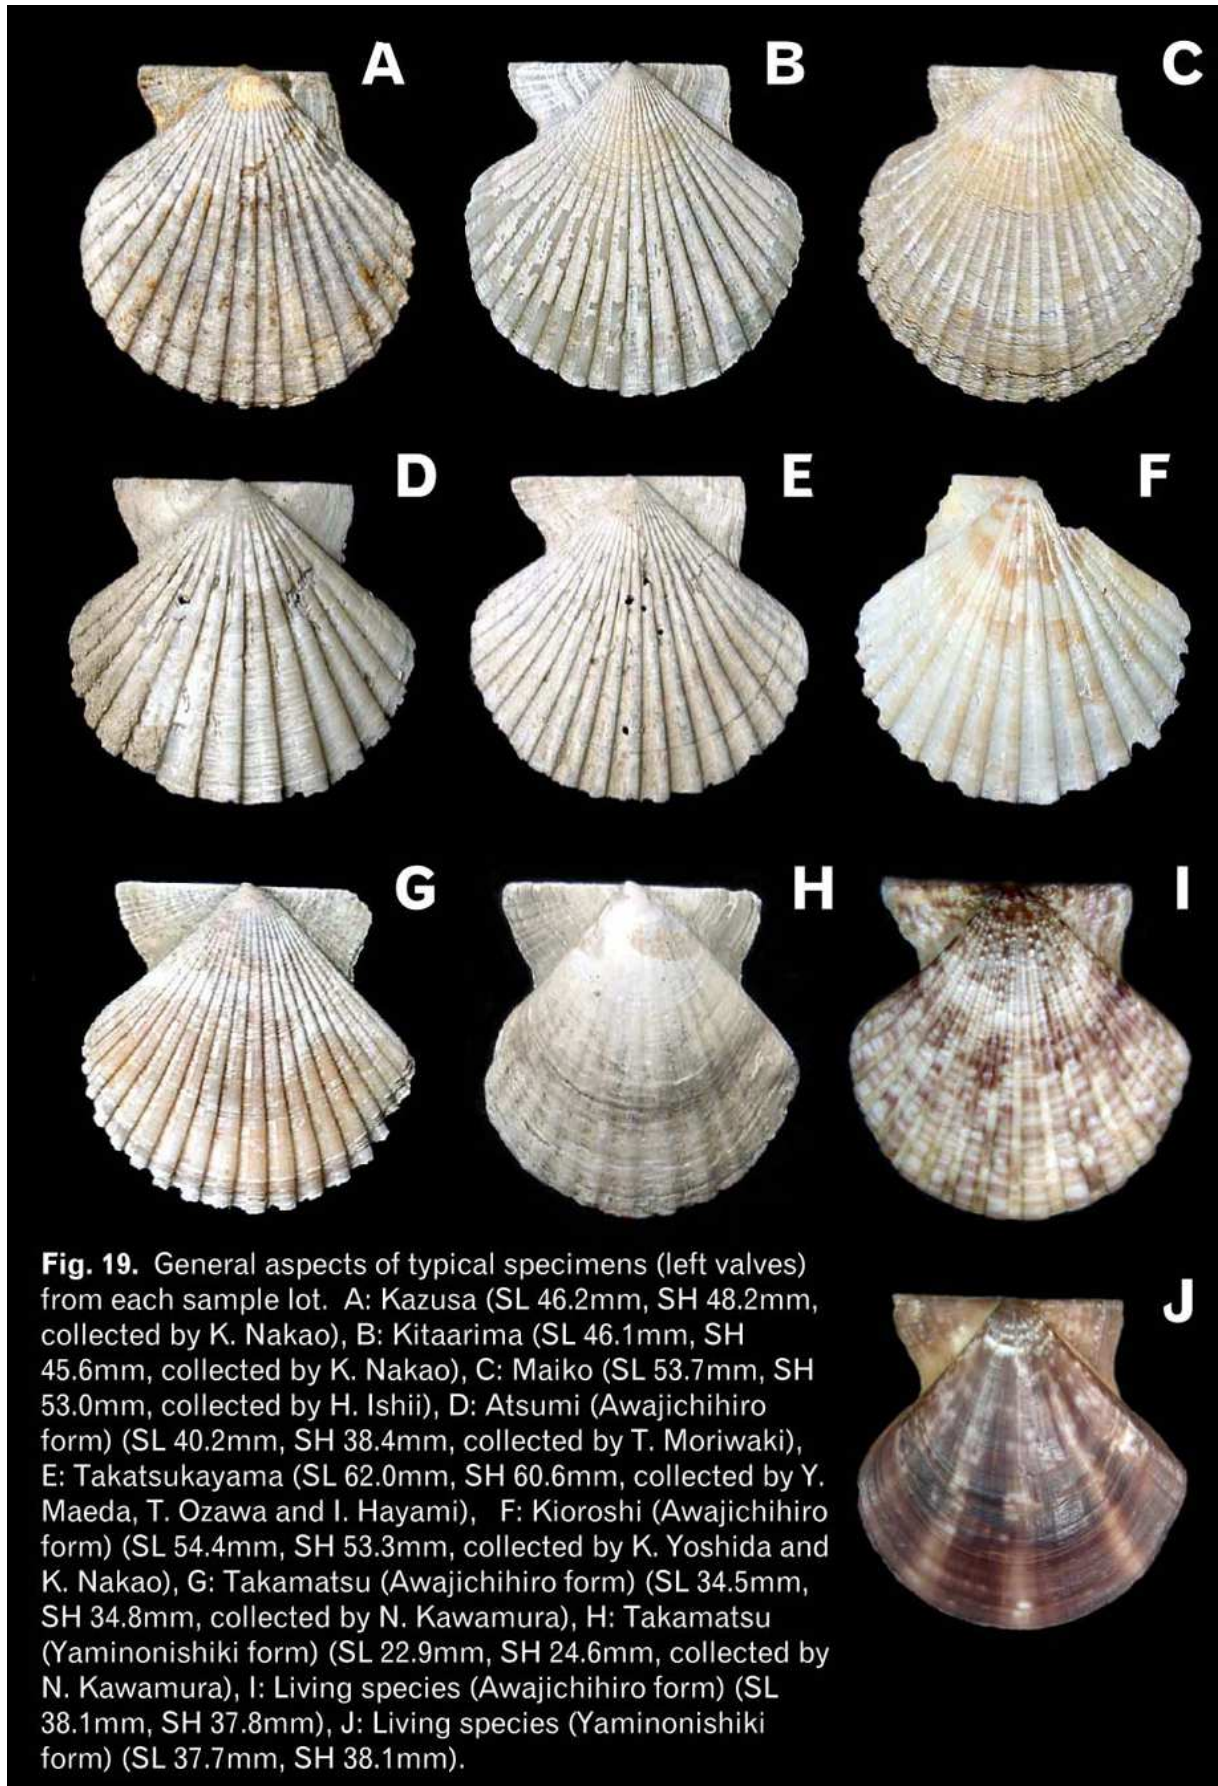 A
B
C
D
E
F
G
H
I
Fig. 19. General aspects of typical specimens (left valves)
from each sample lot. A: Kazusa (SL 46.2mm, SH 48.2mm,
collected by K. Nakao), B: Kitaarima (SL 46.1mm, SH
45.6mm, collected by K. Nakao), C: Maiko (SL 53.7mm, SH
53.0mm, collected by H. Ishii), D: Atsumi (Awajichihiro
form) (SL 40.2mm, SH 38.4mm, collected by T. Moriwaki),
E: Takatsukayama (SL 62.0mm, SH 60.6mm, collected by Y.
Maeda, T. Ozawa and I. Hayami), F: Kioroshi (Awajichihiro
form) (SL 54.4mm, SH 53.3mm, collected by K. Yoshida and
K. Nakao), G: Takamatsu (Awajichihiro form) (SL 34.5mm,
SH 34.8mm, collected by N. Kawamura), H: Takamatsu
(Yaminonishiki form) (SL 22.9mm, SH 24.6mm, collected by
N. Kawamura), I: Living species (Awajichihiro form) (SL
38.1mm, SH 37.8mm), J: Living species (Yaminonishiki
form) (SL 37.7mm, SH 38.1mm).
J